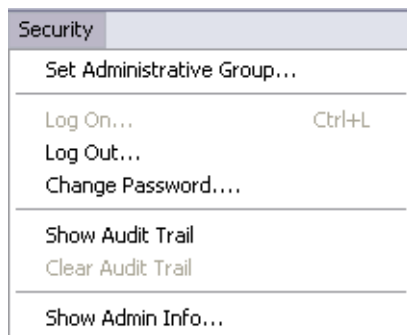 Security
Set Administrative Group...
Log On... Ctrl+L
Log Out...
Change Password....
Show Audit Trail
Clear Audit Trail
Show Admin Info...